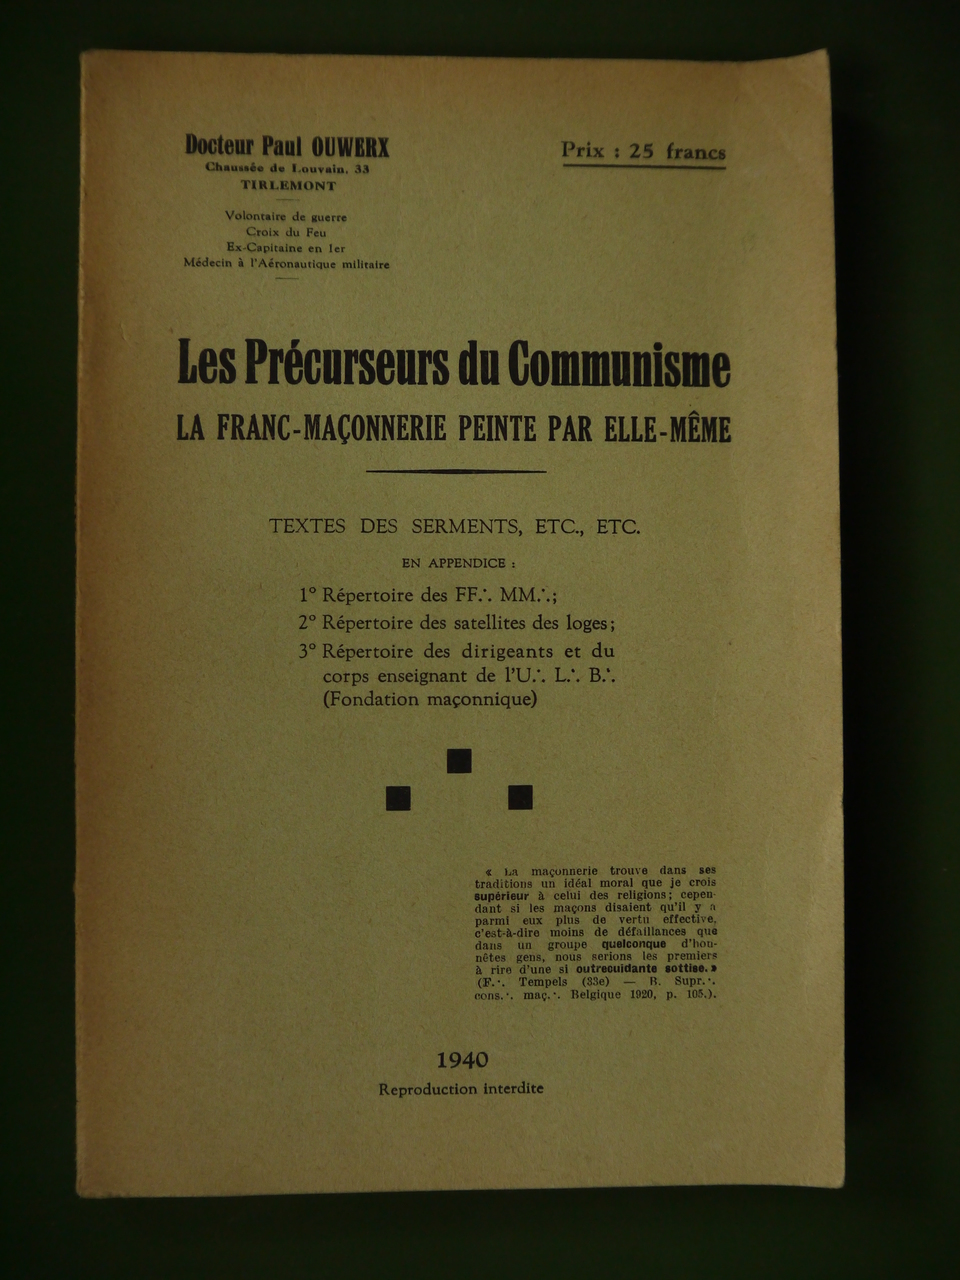 Docteur Paul OUWERX
Chaussée de Louvain, 33
TIRLEMONT
Volontaire de guerre
Croix du Feu
Ex-Capitaine en 1er
Médecin à l'Aéronautique militaire
Prix : 25 francs
Les Précurseurs du Communisme
LA FRANC-MAÇONNERIE PEINTE PAR ELLE-MÊME
TEXTES DES SERMENTS, ETC., ETC.
EN APPENDICE :
1° Répertoire des FF∴ MM∴;
2° Répertoire des satellites des loges;
3° Répertoire des dirigeants et du
corps enseignant de l'U∴ L∴ B∴
(Fondation maçonnique)
« La maçonnerie trouve dans ses
traditions un idéal moral que je crois
supérieur à celui des religions; cepen-
dant si les maçons disaient qu'il y a
parmi eux plus de vertu effective,
c'est-à-dire moins de défaillances que
dans un groupe quelconque d'hon-
nêtes gens, nous serions les premiers
à rire d'une si outrecuidante sottise.»
(F∴ Tempels (33e) — B. Supr∴
cons∴ maç∴ Belgique 1920, p. 105.).
1940
Reproduction interdite